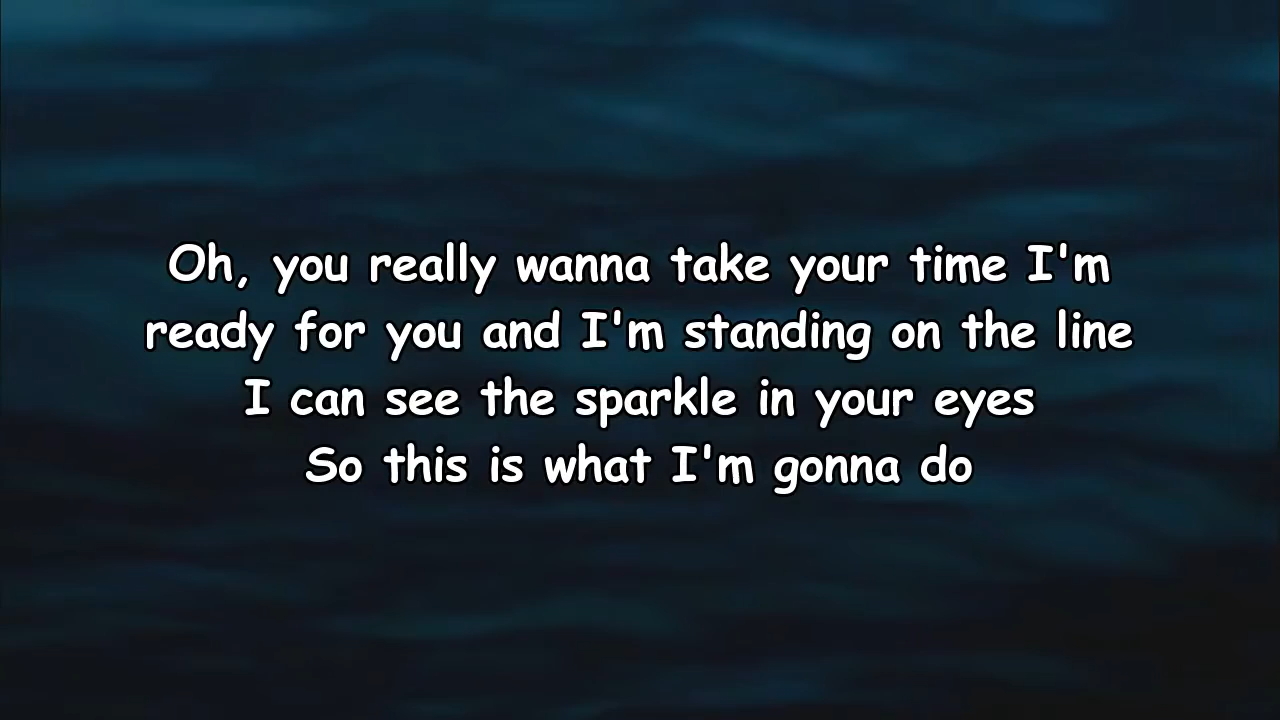 Oh, you really wanna take your time I'm
ready for you and I'm standing on the line
I can see the sparkle in your eyes
So this is what I'm gonna do